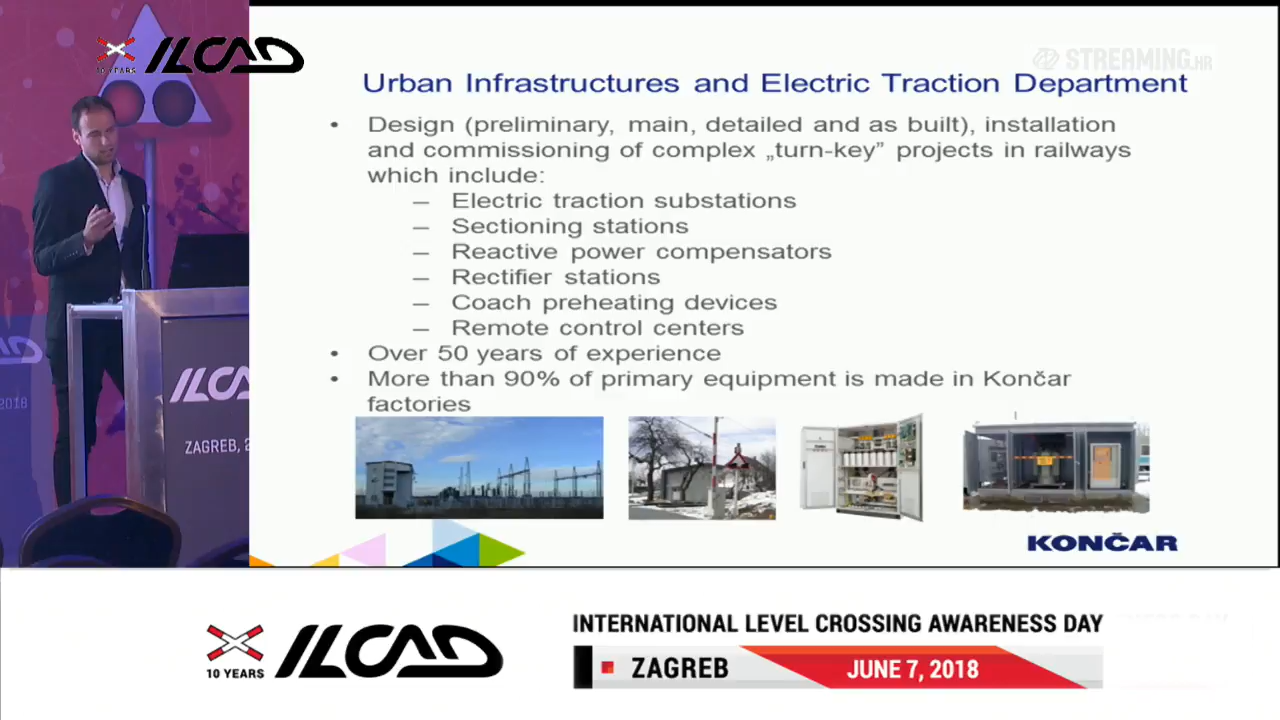 10 YEARS ILCAD
STREAMING.HR
Urban Infrastructures and Electric Traction Department
• Design (preliminary, main, detailed and as built), installation
and commissioning of complex „turn-key” projects in railways
which include:
– Electric traction substations
– Sectioning stations
– Reactive power compensators
– Rectifier stations
– Coach preheating devices
– Remote control centers
• Over 50 years of experience
• More than 90% of primary equipment is made in Končar
factories
ILCA
ZAGREB, 2
2018
KONČAR
10 YEARS ILCAD
INTERNATIONAL LEVEL CROSSING AWARENESS DAY
ZAGREB JUNE 7, 2018